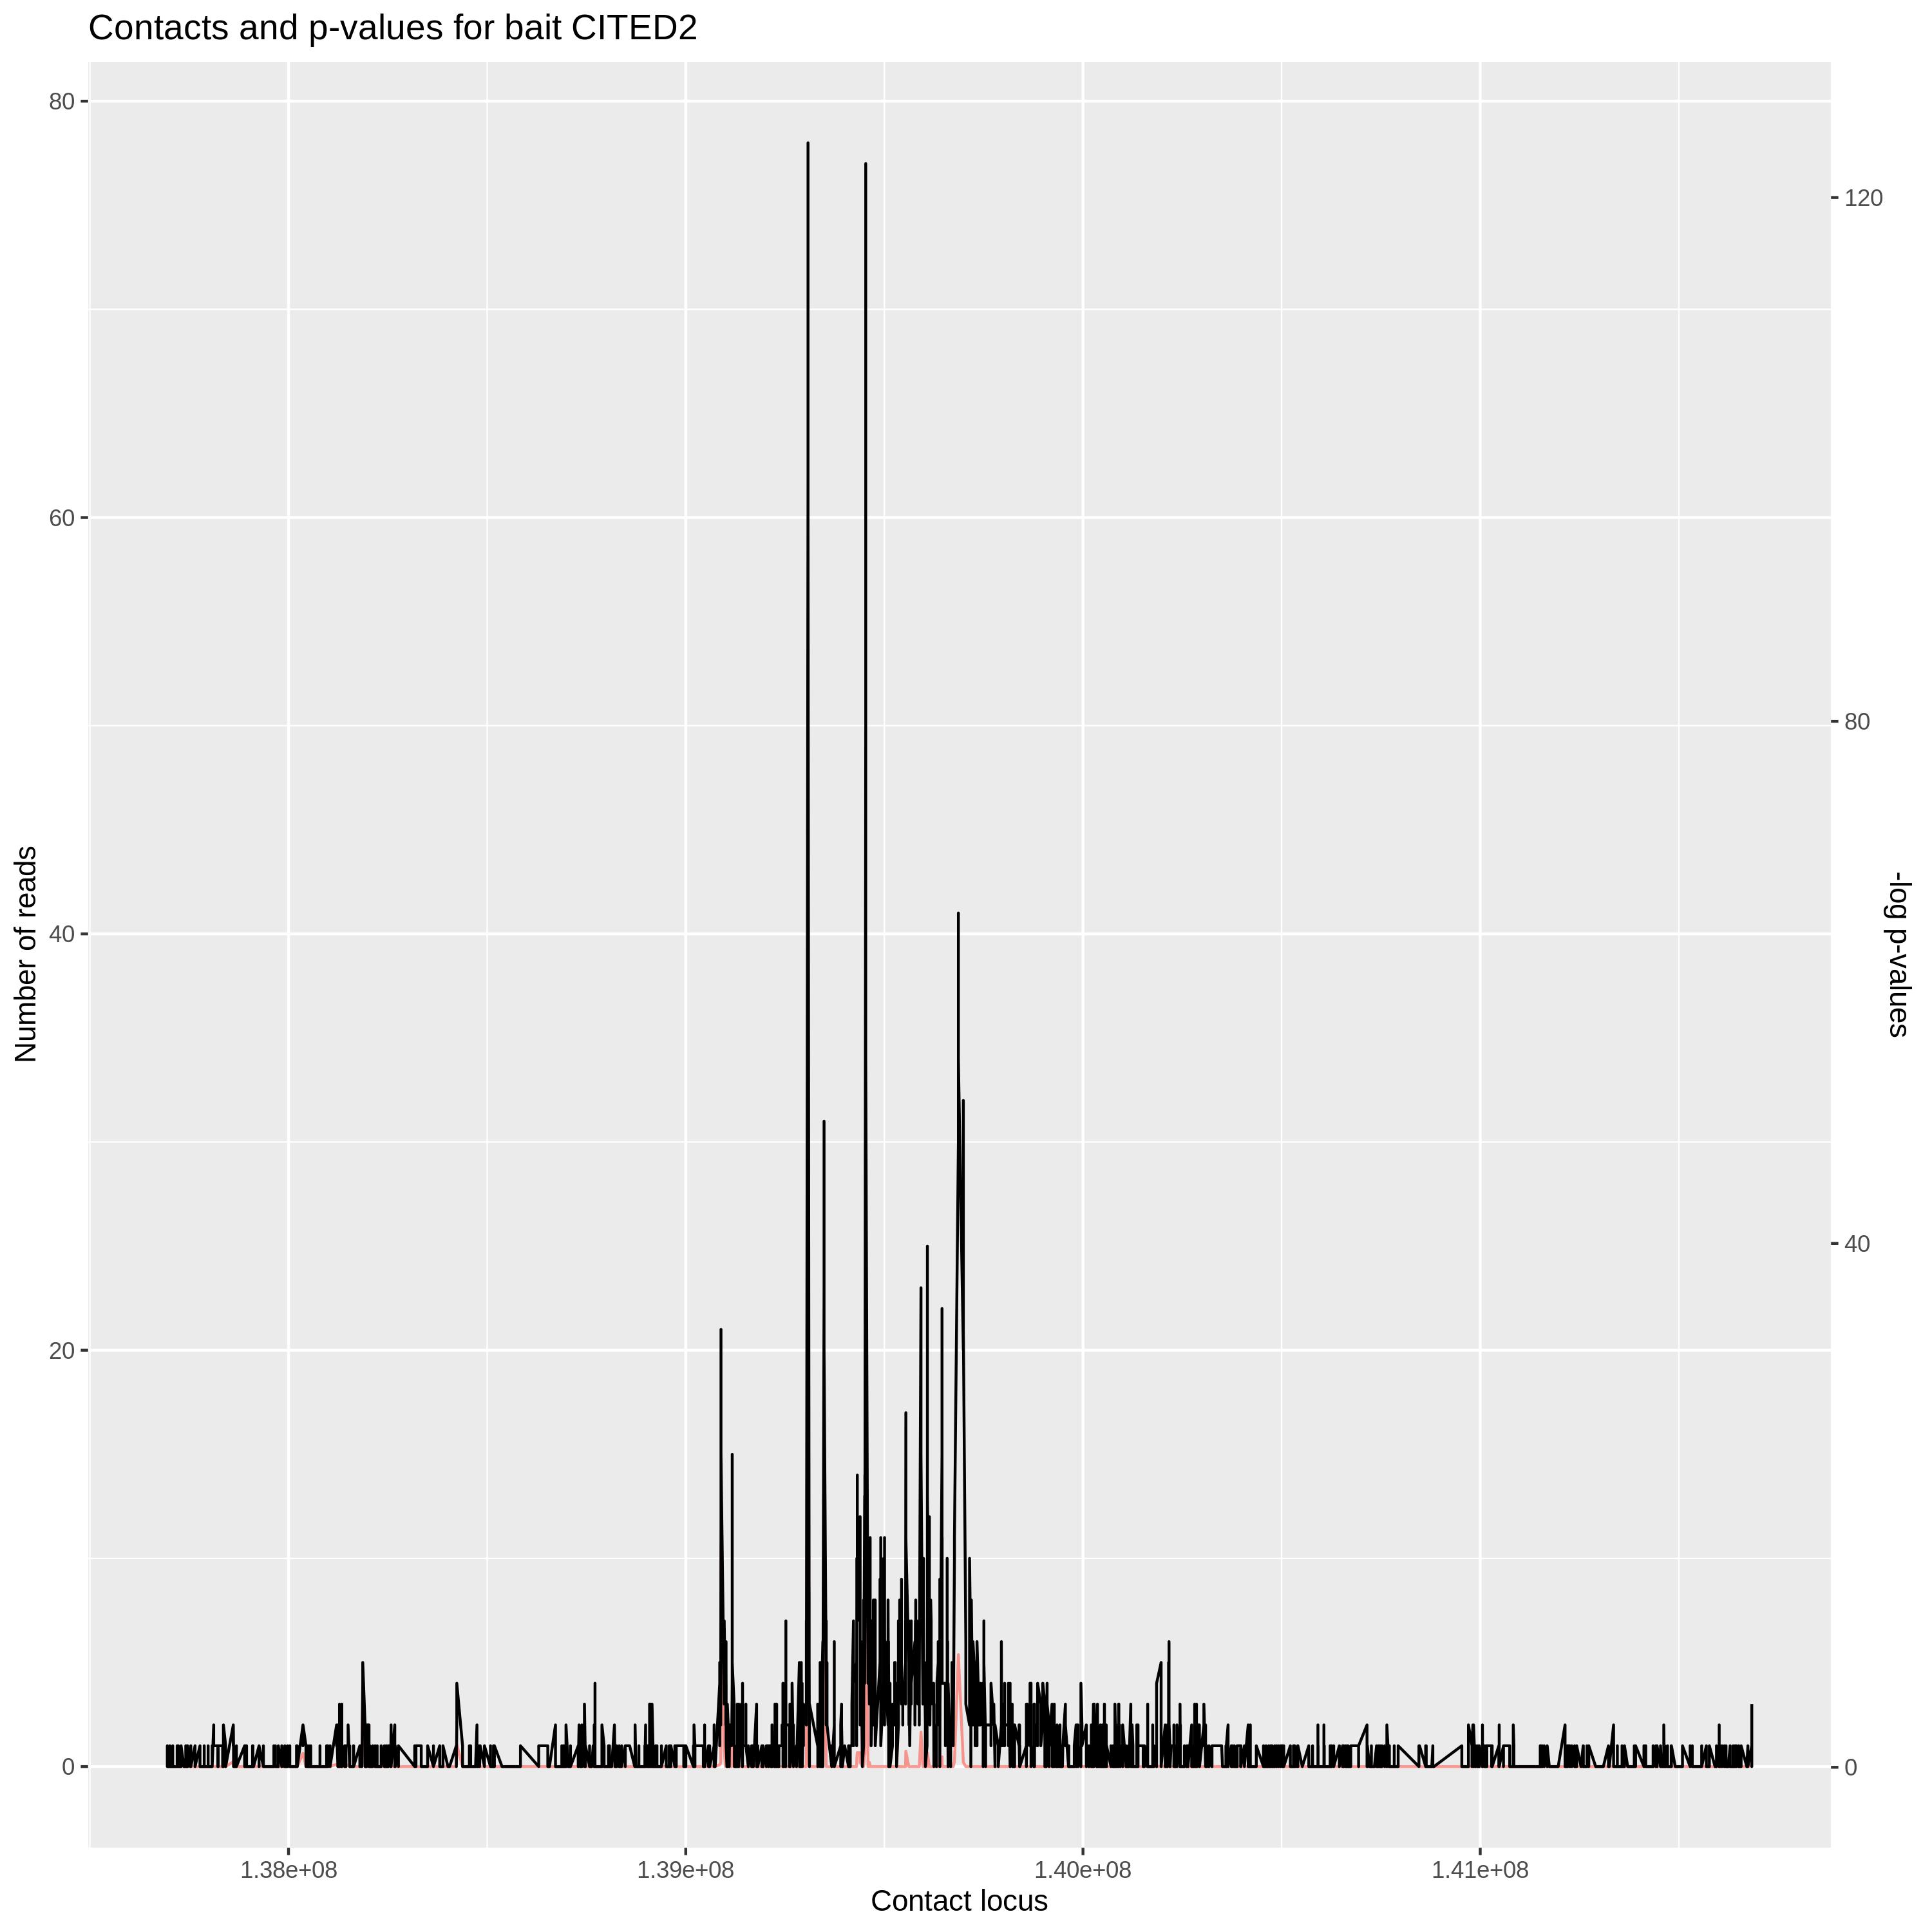 Contacts and p-values for bait CITED2
80
60
40
20
0
120
80
40
0
Number of reads
-log p-values
1.38e+08
1.39e+08
1.40e+08
1.41e+08
Contact locus